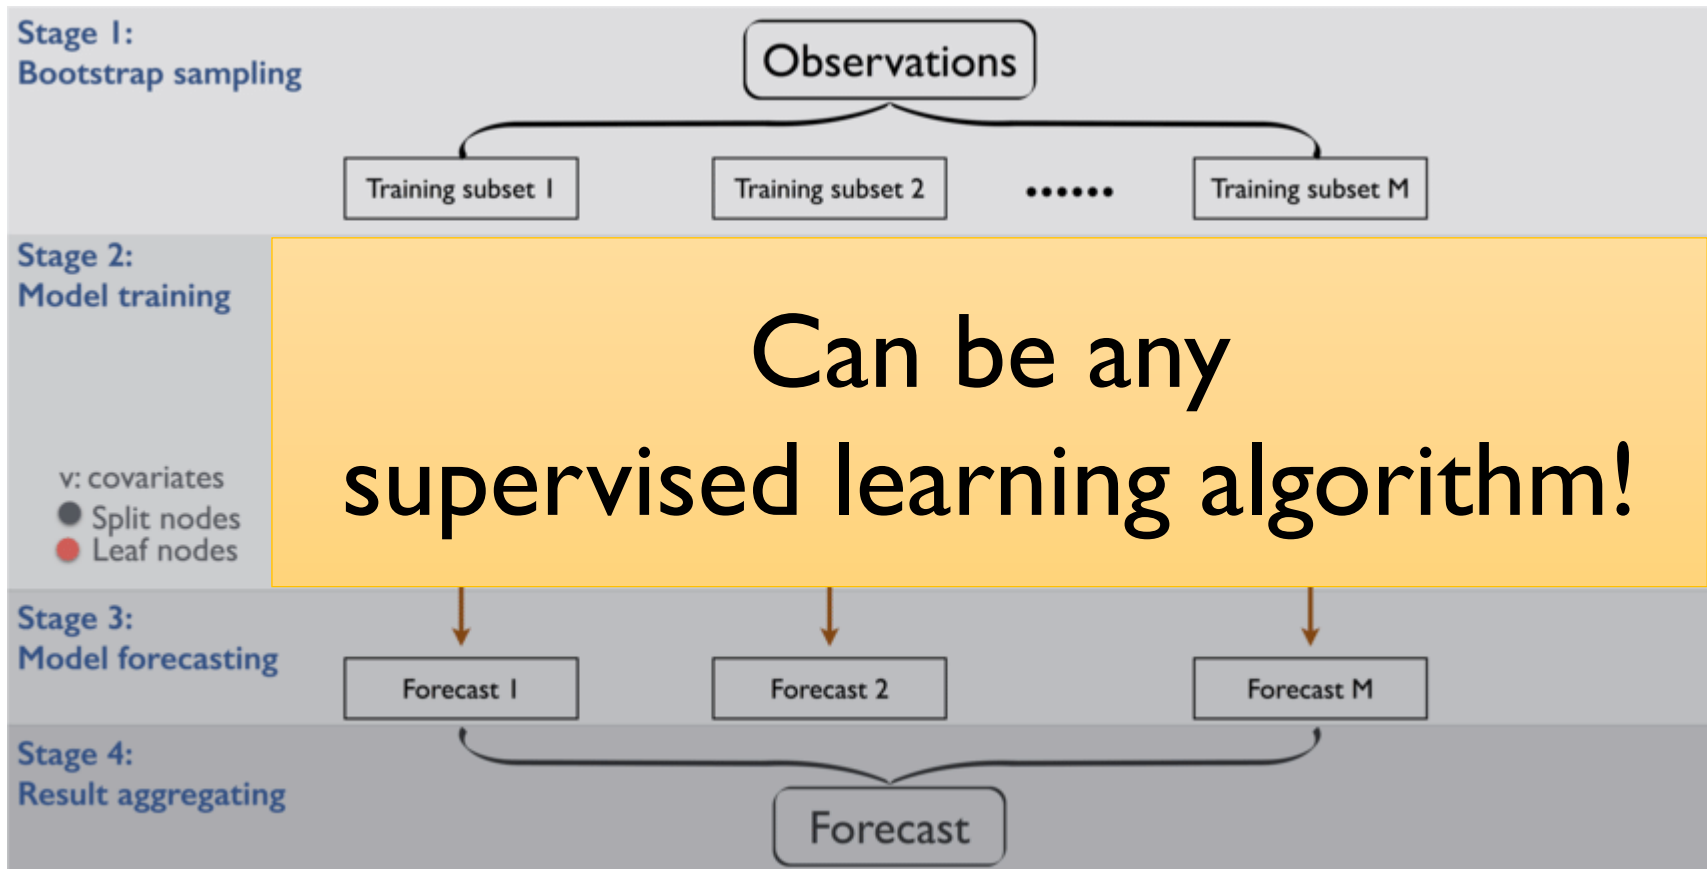 Stage 1:
Bootstrap sampling
Observations
Training subset 1
Training subset 2
......
Training subset M
Stage 2:
Model training
Can be any
supervised learning algorithm!
v: covariates
Split nodes
Leaf nodes
Stage 3:
Model forecasting
Forecast 1
Forecast 2
Forecast M
Stage 4:
Result aggregating
Forecast